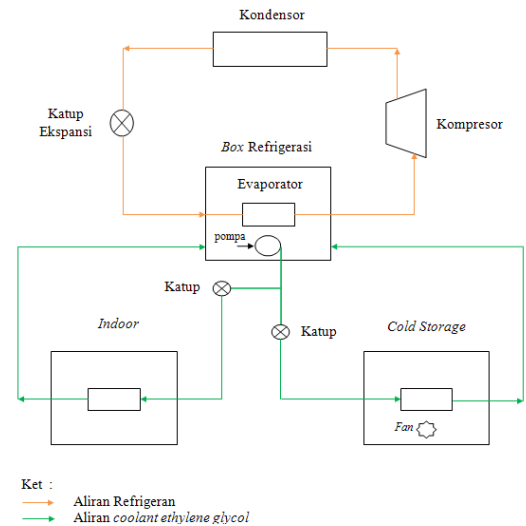 Kondensor
Katup
Ekspansi
Kompresor
Box Refrigerasi
Evaporator
pompa
Katup
Katup
Indoor
Cold Storage
Fan
Ket :
Aliran Refrigeran
Aliran coolant ethylene glycol